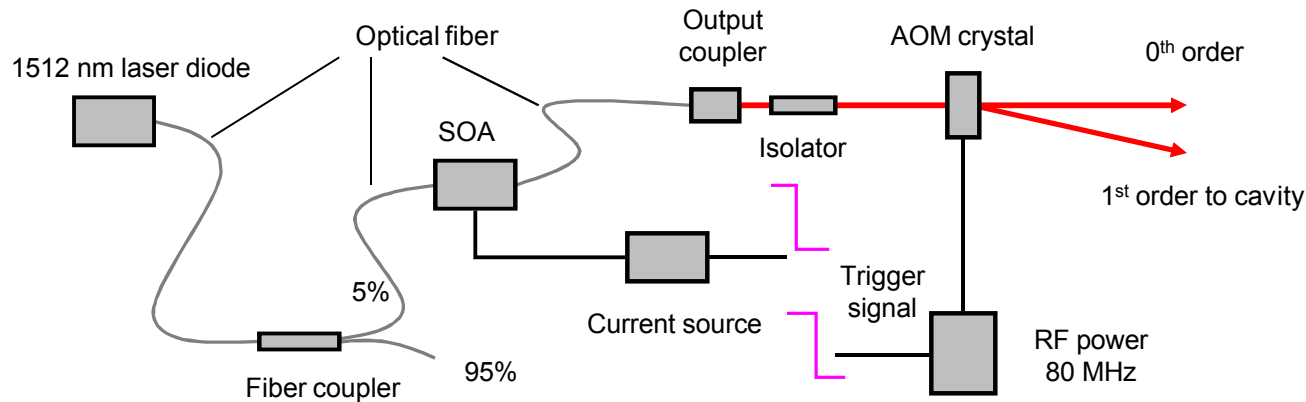 Output
coupler
AOM crystal
0th order
Optical fiber
1512 nm laser diode
SOA
Isolator
1st order to cavity
5%
Trigger
signal
Current source
RF power
80 MHz
95%
Fiber coupler